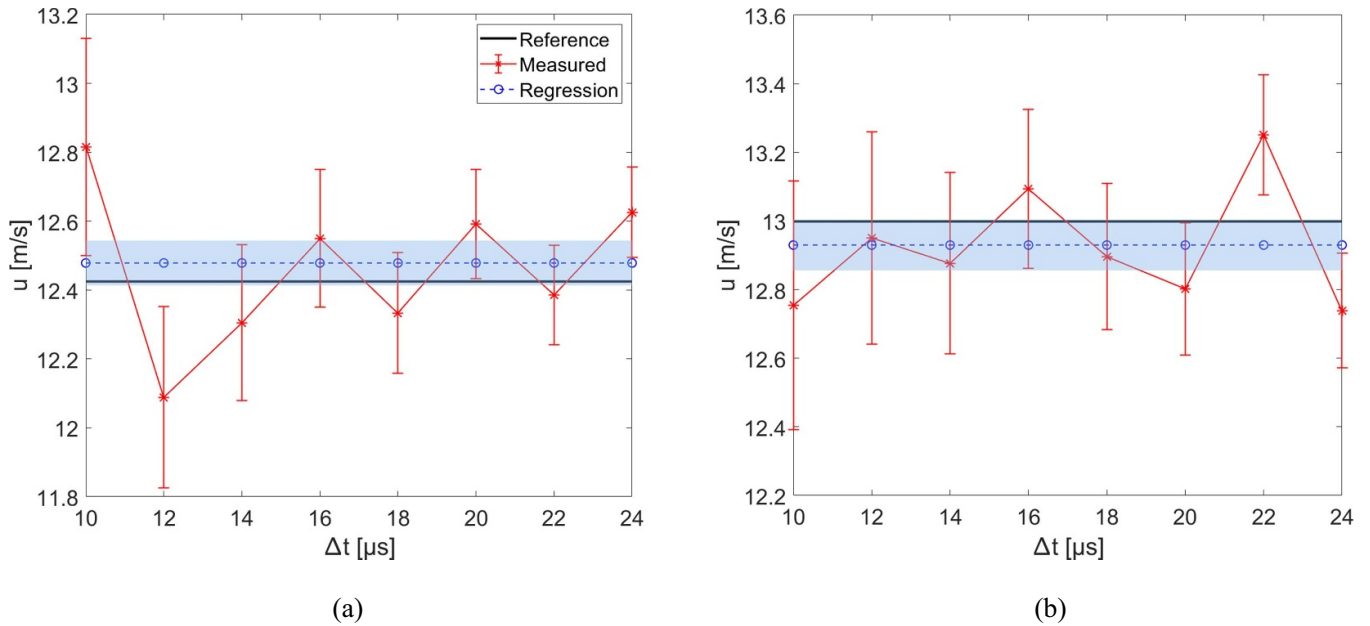 13.2
13
12.8
12.6
12.4
12.2
12
11.8
u [m/s]
10 12 14 16 18 20 22 24
Δt [μs]
Reference
Measured
Regression
(a)
13.6
13.4
13.2
13
12.8
12.6
12.4
12.2
u [m/s]
10 12 14 16 18 20 22 24
Δt [μs]
(b)